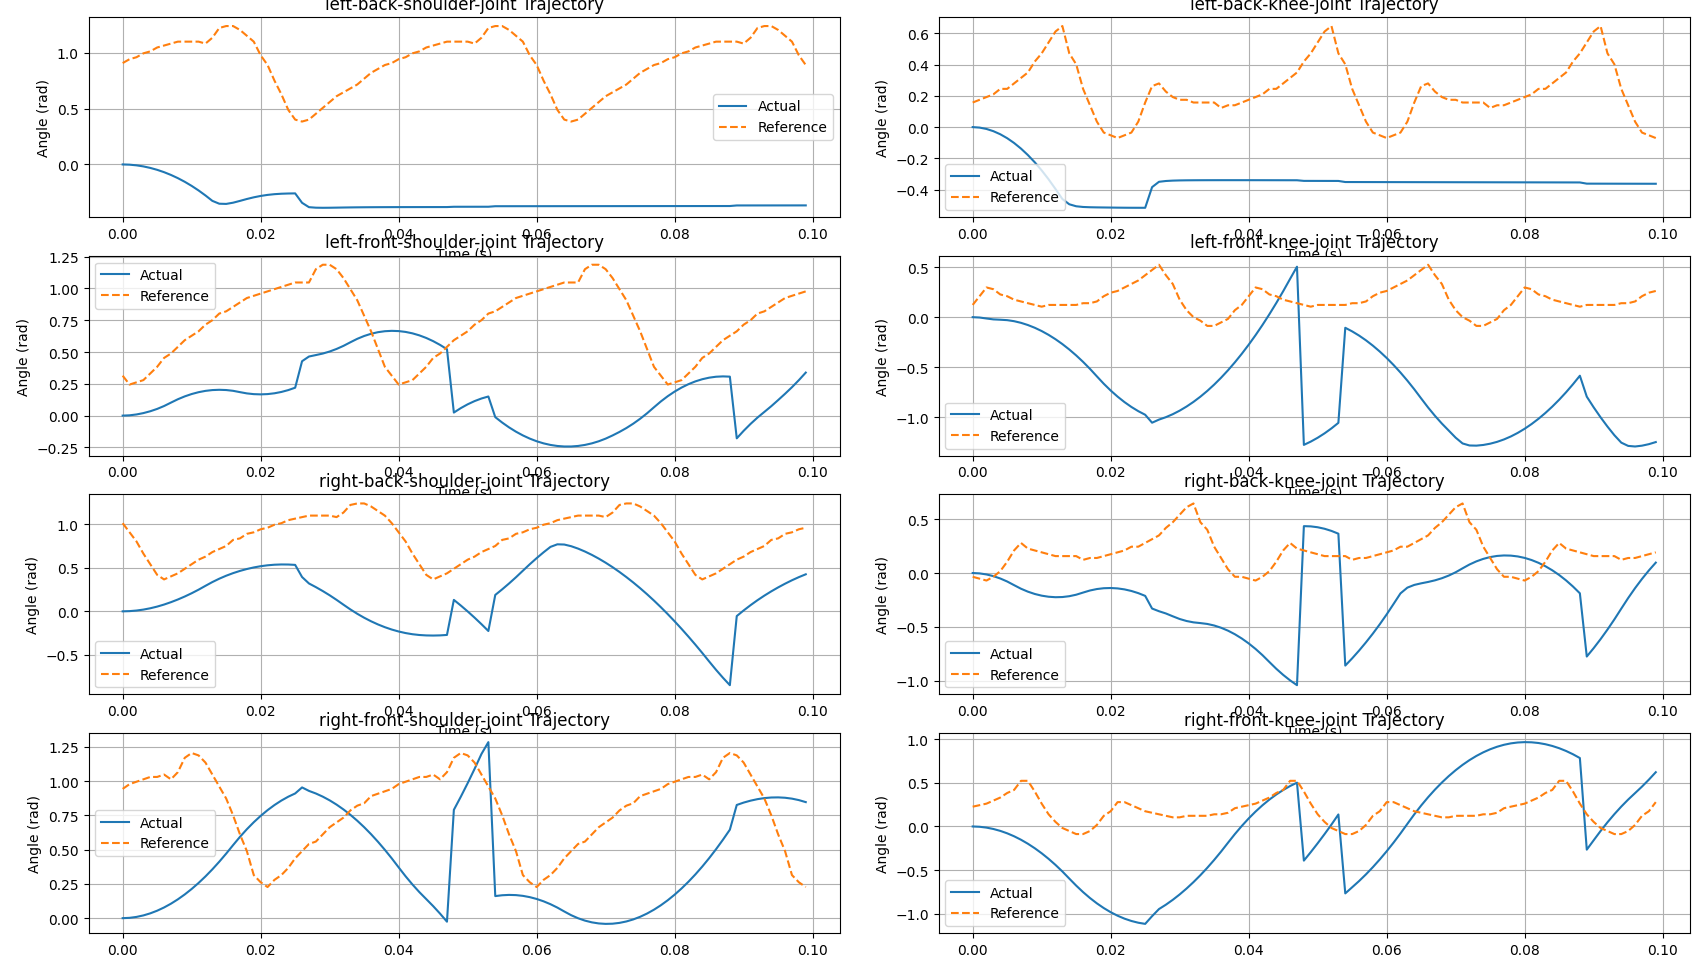 left-back-shoulder-joint Trajectory
Angle (rad)
1.0
0.5
0.0
Actual
Reference
0.00 0.02 0.04 0.06 0.08 0.10
Time (s)
left-back-knee-joint Trajectory
Angle (rad)
0.6
0.4
0.2
0.0
−0.2
−0.4
Actual
Reference
0.00 0.02 0.04 0.06 0.08 0.10
Time (s)
left-front-shoulder-joint Trajectory
Angle (rad)
1.25
1.00
0.75
0.50
0.25
0.00
−0.25
Actual
Reference
0.00 0.02 0.04 0.06 0.08 0.10
Time (s)
left-front-knee-joint Trajectory
Angle (rad)
0.5
0.0
−0.5
−1.0
Actual
Reference
0.00 0.02 0.04 0.06 0.08 0.10
Time (s)
right-back-shoulder-joint Trajectory
Angle (rad)
1.0
0.5
0.0
−0.5
Actual
Reference
0.00 0.02 0.04 0.06 0.08 0.10
Time (s)
right-back-knee-joint Trajectory
Angle (rad)
0.5
0.0
−0.5
−1.0
Actual
Reference
0.00 0.02 0.04 0.06 0.08 0.10
Time (s)
right-front-shoulder-joint Trajectory
Angle (rad)
1.25
1.00
0.75
0.50
0.25
0.00
Actual
Reference
0.00 0.02 0.04 0.06 0.08 0.10
right-front-knee-joint Trajectory
Angle (rad)
1.0
0.5
0.0
−0.5
−1.0
Actual
Reference
0.00 0.02 0.04 0.06 0.08 0.10